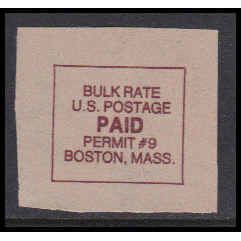 BULK RATE
U.S. POSTAGE
PAID
PERMIT #9
BOSTON, MASS.